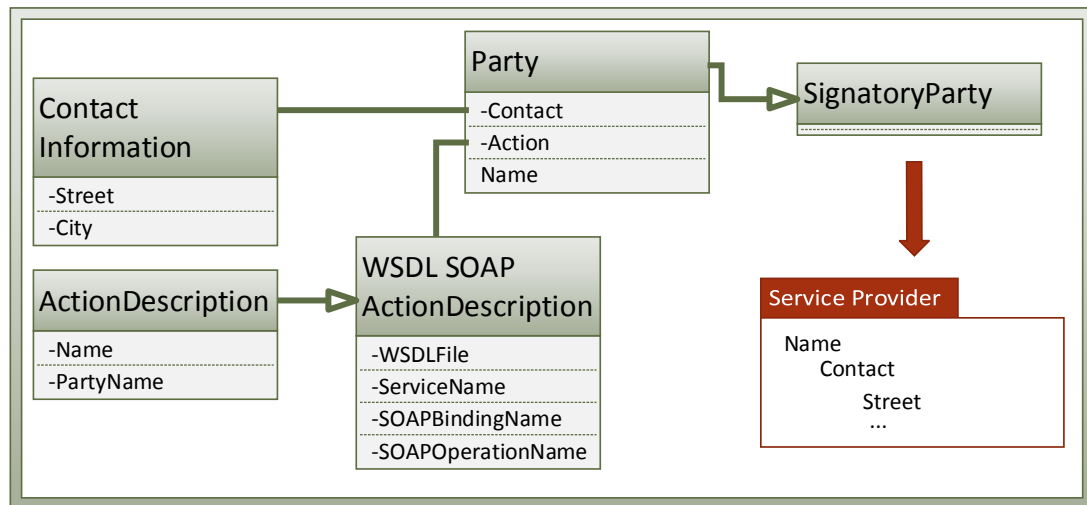 Contact
Information
-Street
-City
Party
-Contact
-Action
Name
SignatoryParty
ActionDescription
-Name
-PartyName
WSDL SOAP
ActionDescription
-WSDLFile
-ServiceName
-SOAPBindingName
-SOAPOperationName
Service Provider
Name
Contact
Street
...